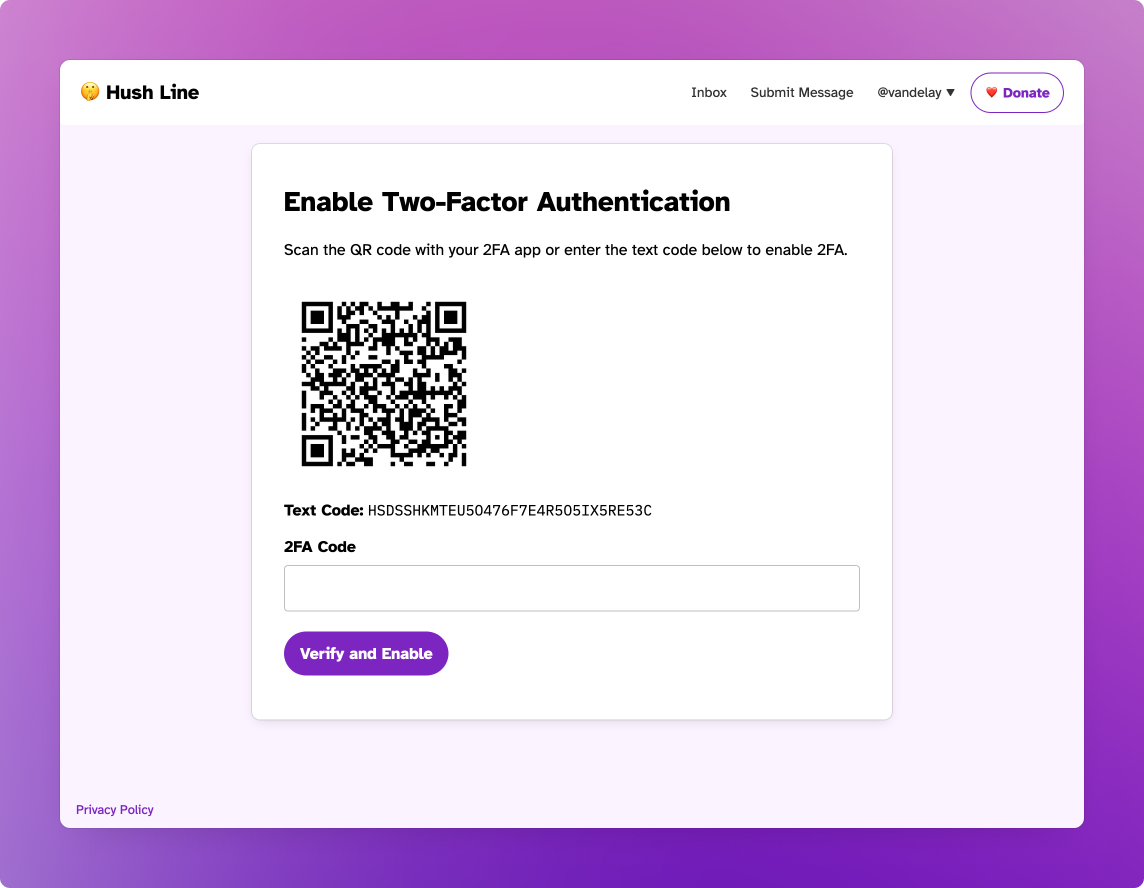 🤫 Hush Line
Inbox Submit Message @vandelay ▼ ❤️ Donate
Enable Two-Factor Authentication
Scan the QR code with your 2FA app or enter the text code below to enable 2FA.
Text Code: HSDSSHKMTEU5O476F7E4R5O5IX5RE53C
2FA Code
Verify and Enable
Privacy Policy